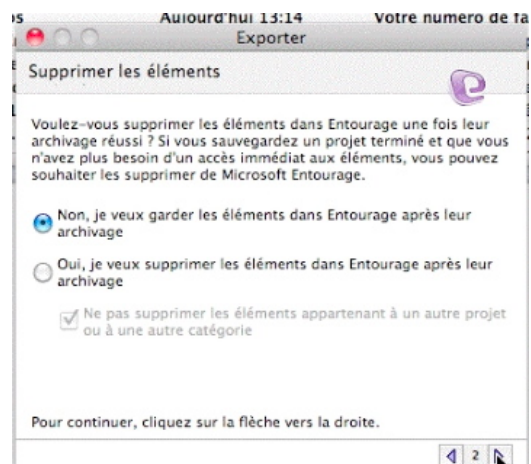 Aujourd'hui 13:14 Votre numéro de fa
Exporter
Supprimer les éléments
Voulez-vous supprimer les éléments dans Entourage une fois leur
archivage réussi ? Si vous sauvegardez un projet terminé et que vous
n'avez plus besoin d'un accès immédiat aux éléments, vous pouvez
souhaiter les supprimer de Microsoft Entourage.
Non, je veux garder les éléments dans Entourage après leur
archivage
Oui, je veux supprimer les éléments dans Entourage après leur
archivage
Ne pas supprimer les éléments appartenant à un autre projet
ou à une autre catégorie
Pour continuer, cliquez sur la flèche vers la droite.
2